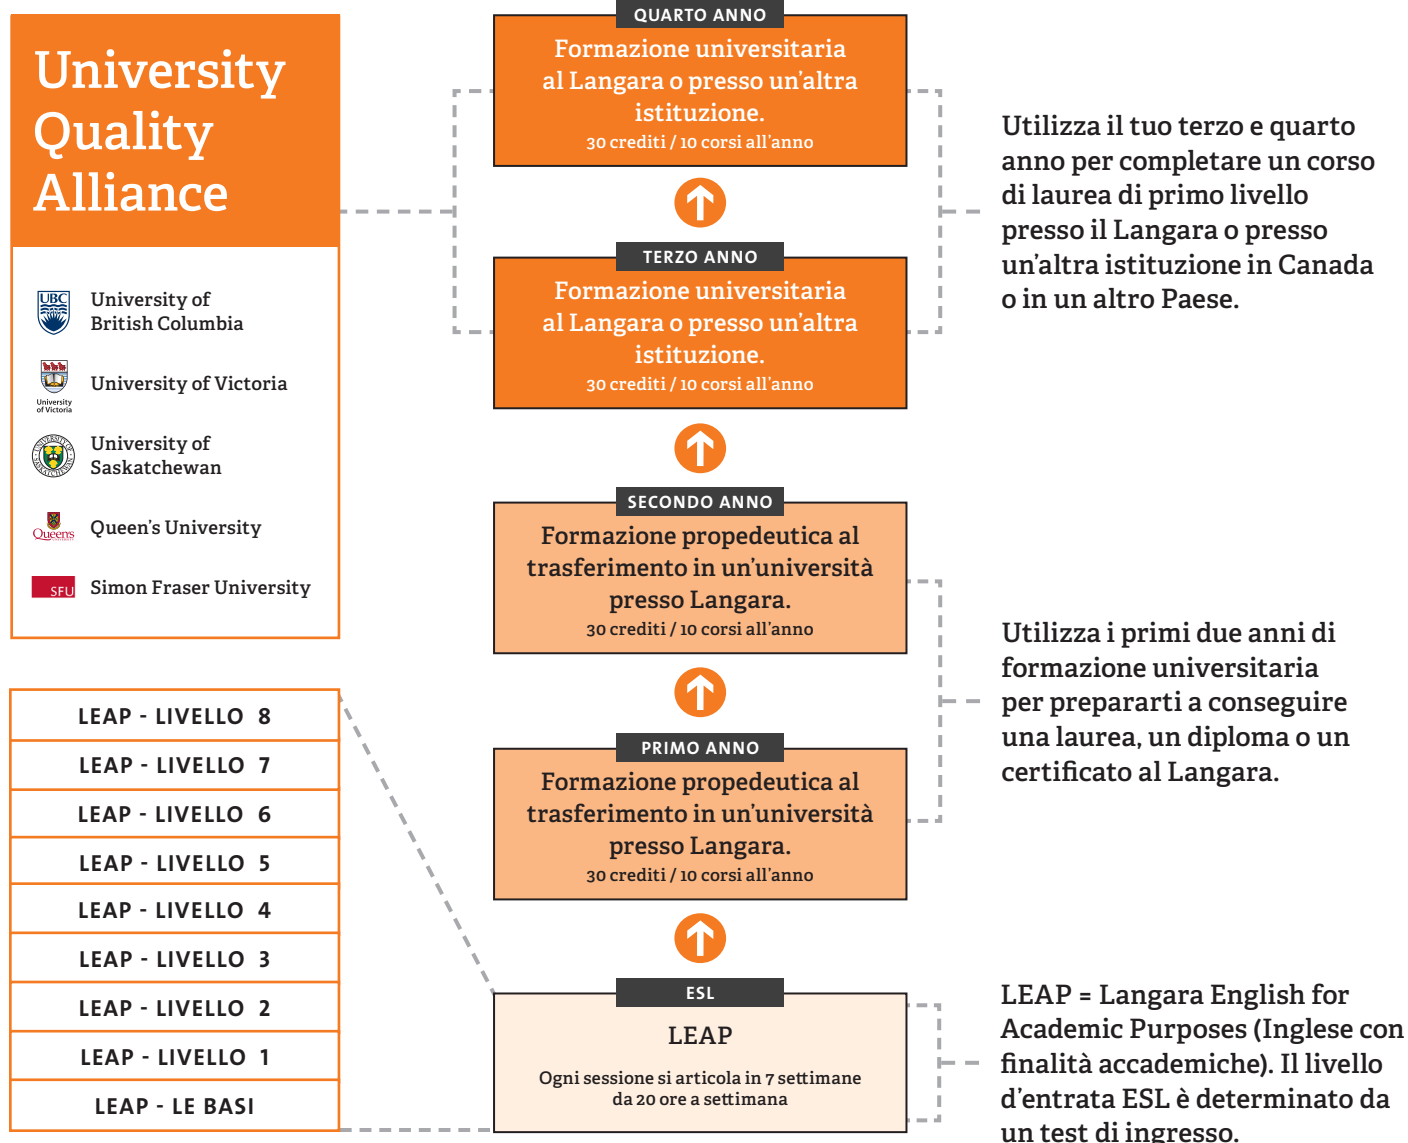 University
Quality
Alliance
UBC
University of
British Columbia
University
of Victoria
University of Victoria
University of
Saskatchewan
Queen's
Queen's University
SFU
Simon Fraser University
LEAP - LIVELLO 8
LEAP - LIVELLO 7
LEAP - LIVELLO 6
LEAP - LIVELLO 5
LEAP - LIVELLO 4
LEAP - LIVELLO 3
LEAP - LIVELLO 2
LEAP - LIVELLO 1
LEAP - LE BASI
QUARTO ANNO
Formazione universitaria
al Langara o presso un'altra
istituzione.
30 crediti / 10 corsi all'anno
TERZO ANNO
Formazione universitaria
al Langara o presso un'altra
istituzione.
30 crediti / 10 corsi all'anno
SECONDO ANNO
Formazione propedeutica al
trasferimento in un'università
presso Langara.
30 crediti / 10 corsi all'anno
PRIMO ANNO
Formazione propedeutica al
trasferimento in un'università
presso Langara.
30 crediti / 10 corsi all'anno
ESL
LEAP
Ogni sessione si articola in 7 settimane
da 20 ore a settimana
Utilizza il tuo terzo e quarto
anno per completare un corso
di laurea di primo livello
presso il Langara o presso
un'altra istituzione in Canada
o in un altro Paese.
Utilizza i primi due anni di
formazione universitaria
per prepararti a conseguire
una laurea, un diploma o un
certificato al Langara.
LEAP = Langara English for
Academic Purposes (Inglese con
finalità accademiche). Il livello
d'entrata ESL è determinato da
un test di ingresso.